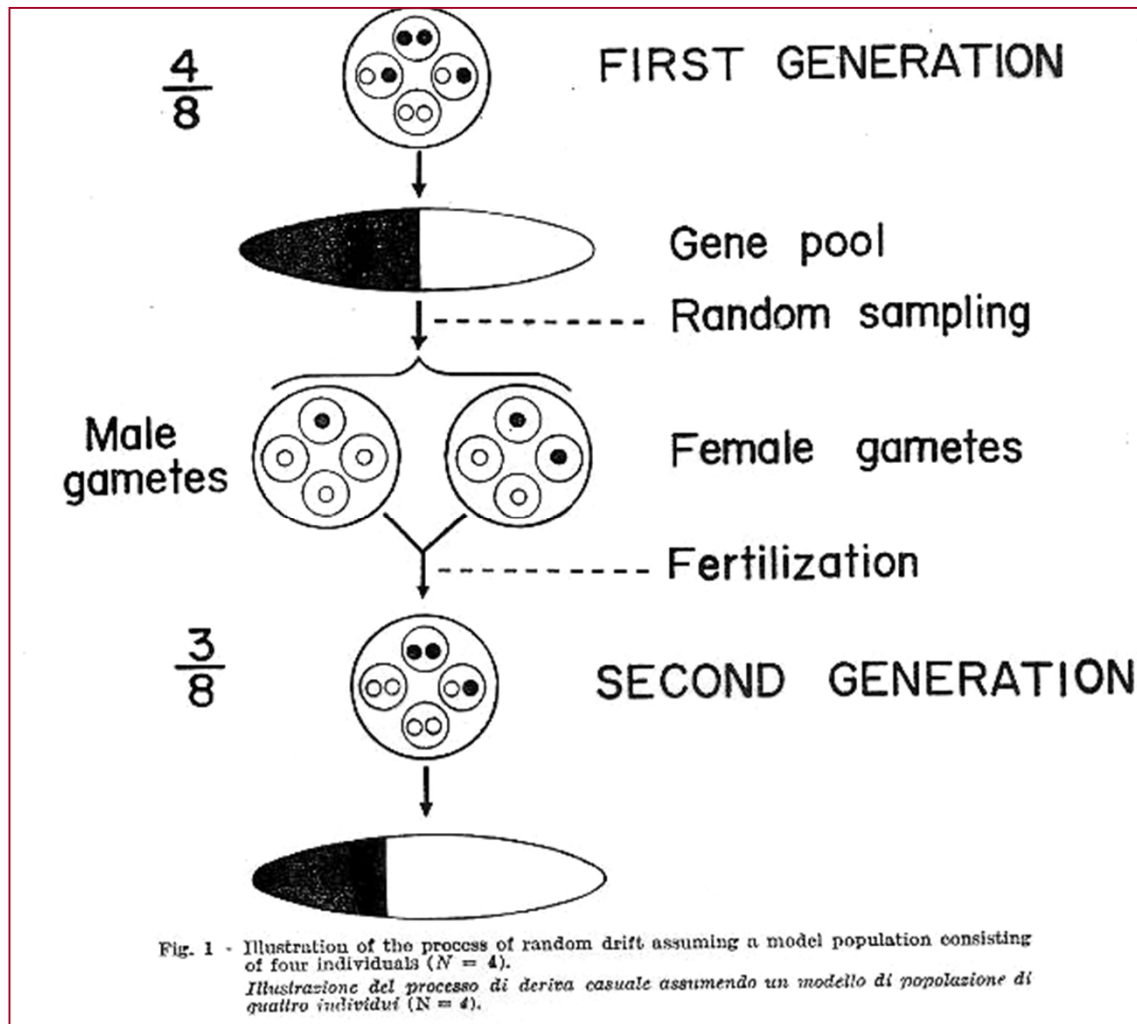 4
8
FIRST GENERATION
Gene pool
Random sampling
Male
gametes
Female gametes
Fertilization
3
8
SECOND GENERATION
Fig. 1 - Illustration of the process of random drift assuming a model population consisting
of four individuals (N = 4).
Illustrazione del processo di deriva casuale assumendo un modello di popolazione di
quattro individui (N = 4).